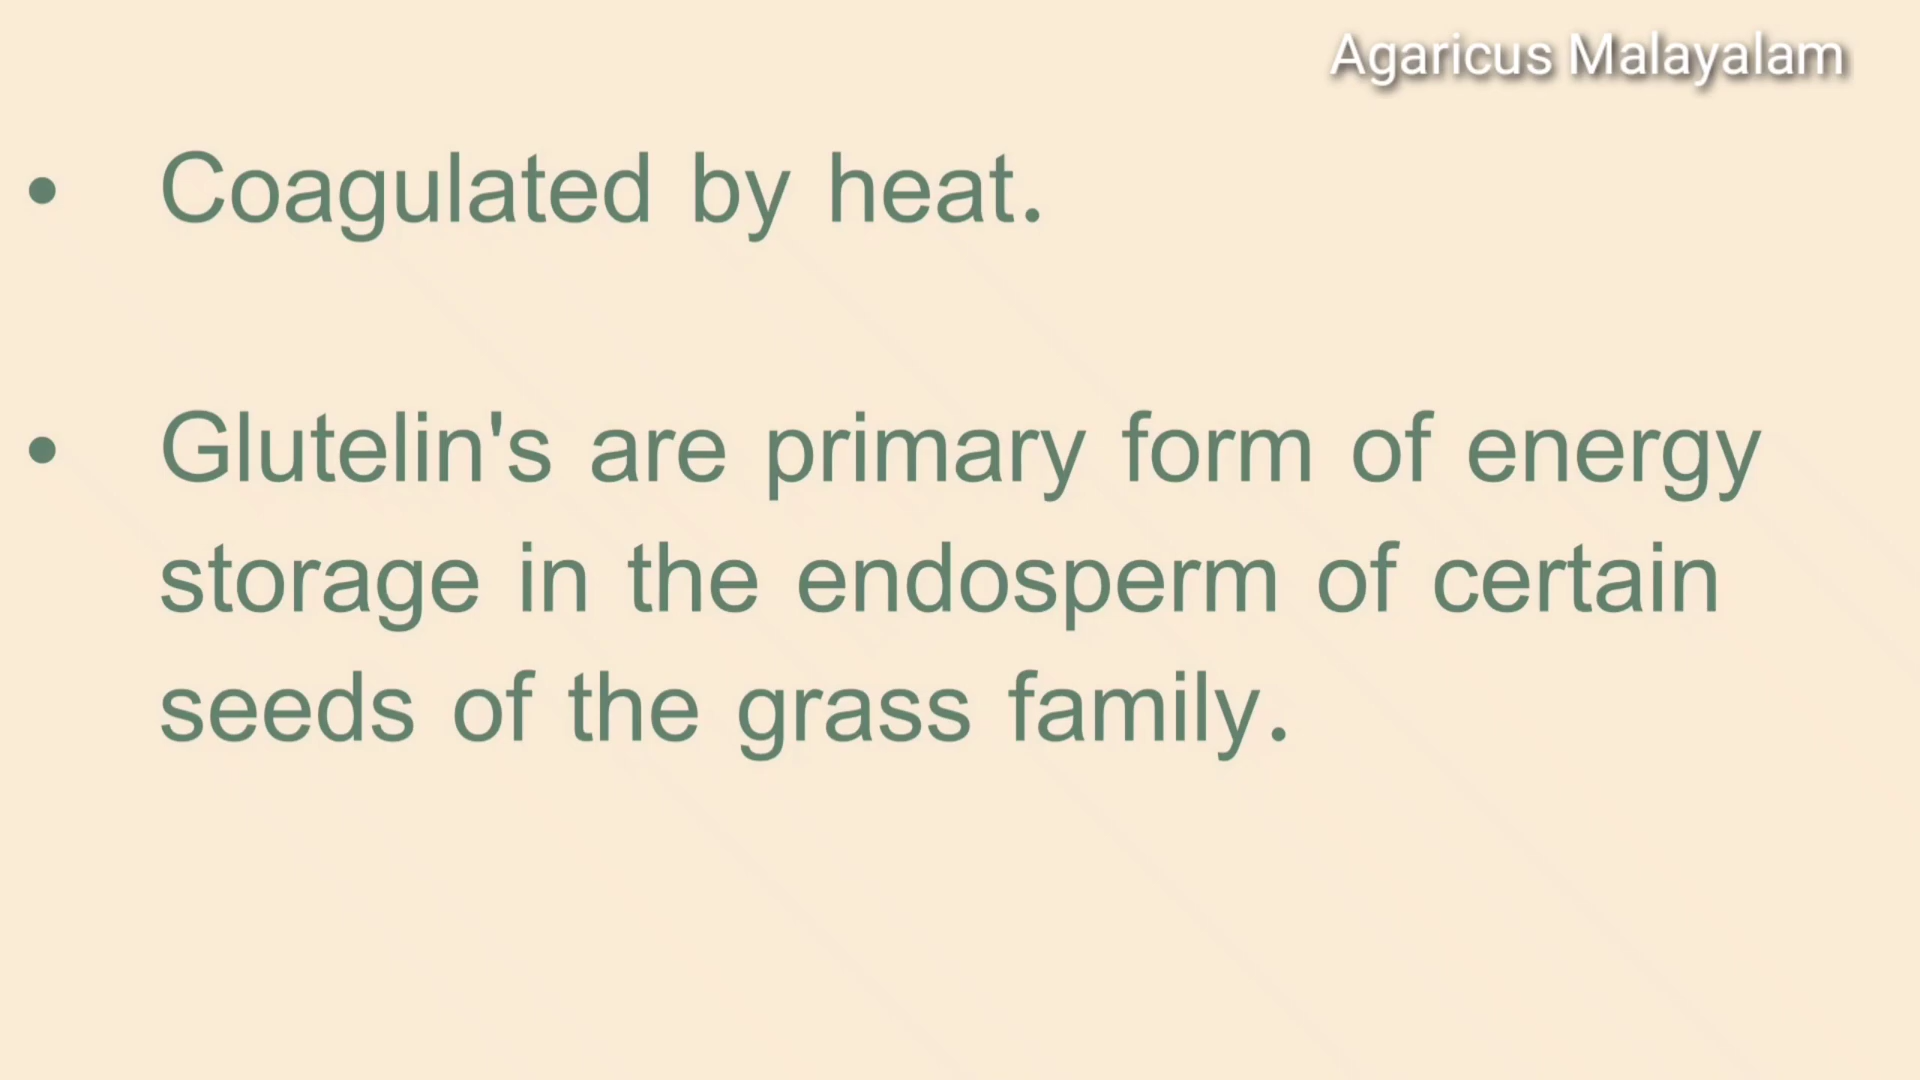 Agaricus Malayalam
• Coagulated by heat.
• Glutelin's are primary form of energy
storage in the endosperm of certain
seeds of the grass family.